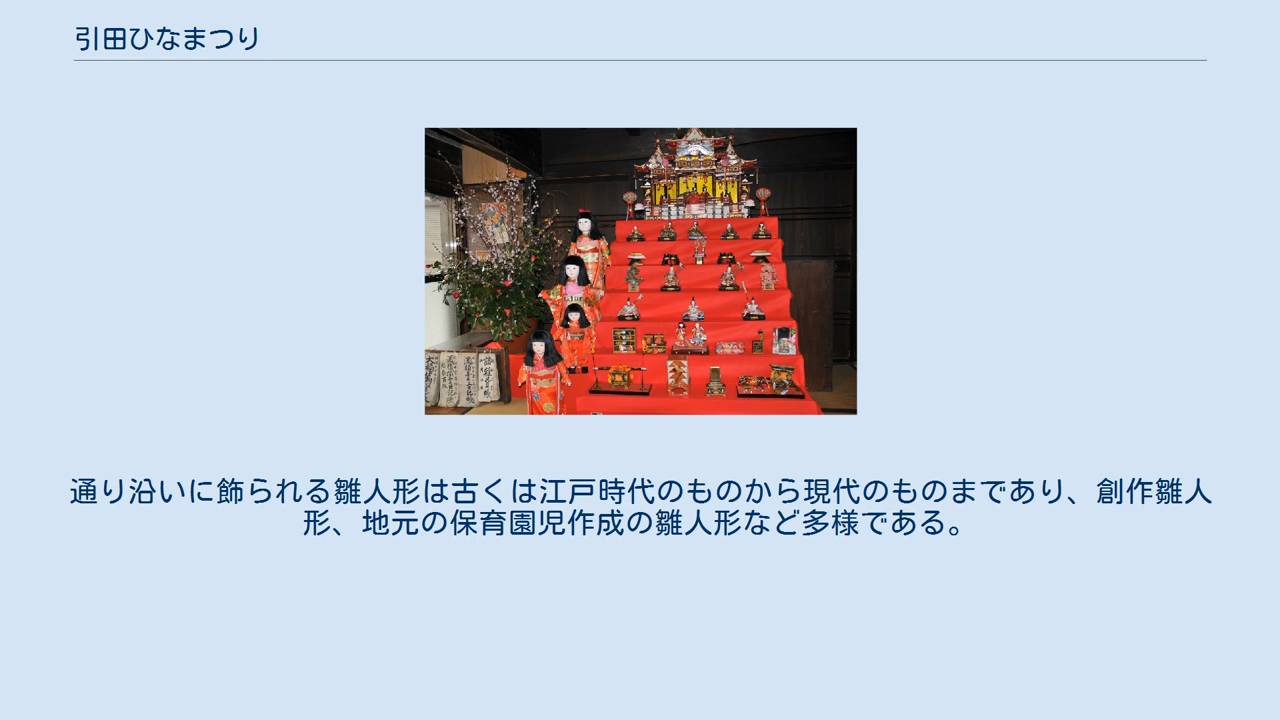 引田ひなまつり
通り沿いに飾られる雛人形は古くは江戸時代のものから現代のものまであり、創作雛人
形、地元の保育園児作成の雛人形など多様である。